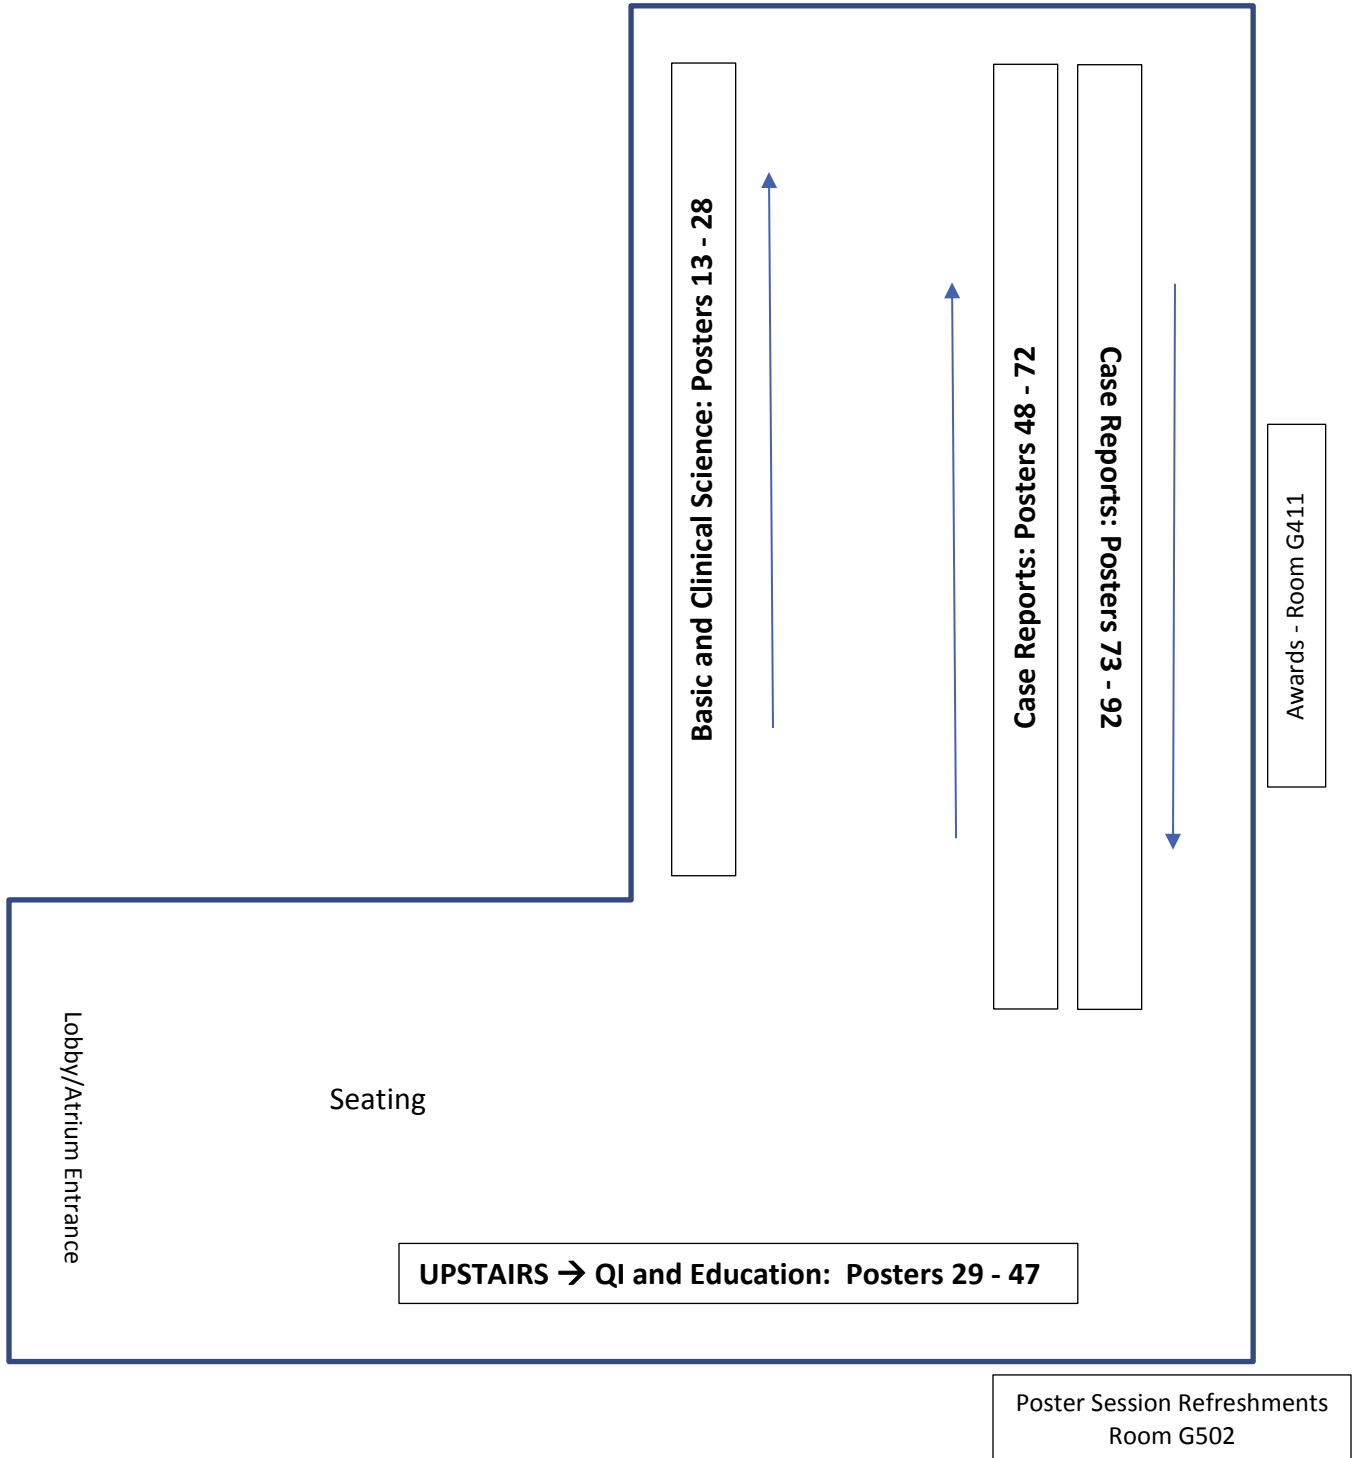 Basic and Clinical Science: Posters 13 - 28
Case Reports: Posters 48 - 72
Case Reports: Posters 73 - 92
Awards - Room G411
Lobby/Atrium Entrance
Seating
UPSTAIRS → QI and Education:  Posters 29 - 47
Poster Session Refreshments
Room G502